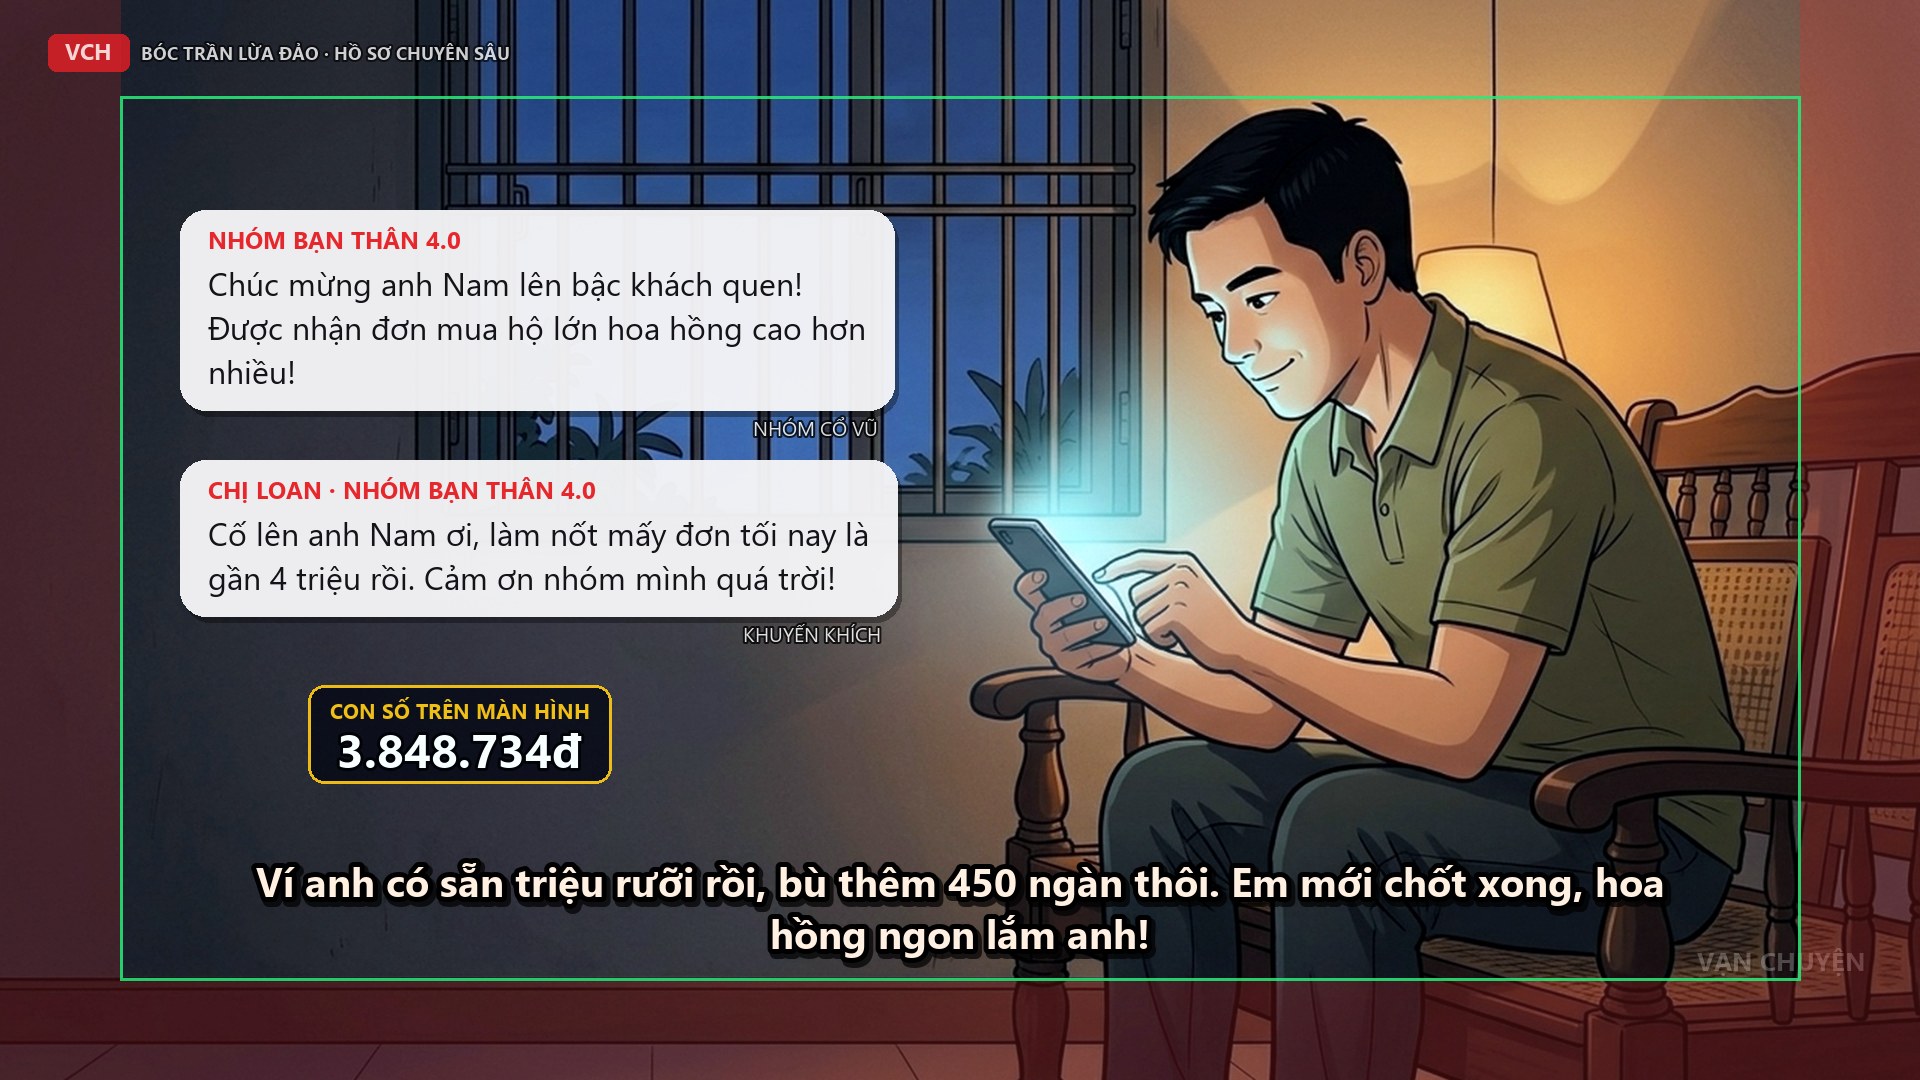 VCH BÓC TRẦN LỪA ĐẢO · HỒ SƠ CHUYÊN SÂU
NHÓM BẠN THÂN 4.0
Chúc mừng anh Nam lên bậc khách quen!
Được nhận đơn mua hộ lớn hoa hồng cao hơn
nhiều!
NHÓM CỔ VŨ
CHỊ LOAN · NHÓM BẠN THÂN 4.0
Cố lên anh Nam ơi, làm nốt mấy đơn tối nay là
gần 4 triệu rồi. Cảm ơn nhóm mình quá trời!
KHUYẾN KHÍCH
CON SỐ TRÊN MÀN HÌNH
3.848.734đ
Ví anh có sẵn triệu rưỡi rồi, bù thêm 450 ngàn thôi. Em mới chốt xong, hoa
hồng ngon lắm anh!
VẠN CHUYỆN